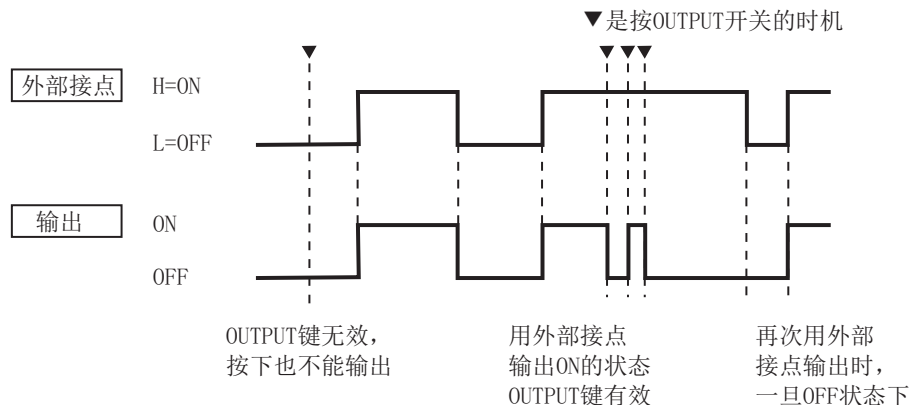 ▼是按OUTPUT开关的时机
外部接点
H=ON
L=OFF
输出
ON
OFF
OUTPUT键无效，
按下也不能输出
用外部接点
输出ON的状态
OUTPUT键有效
再次用外部
接点输出时，
一旦OFF状态下